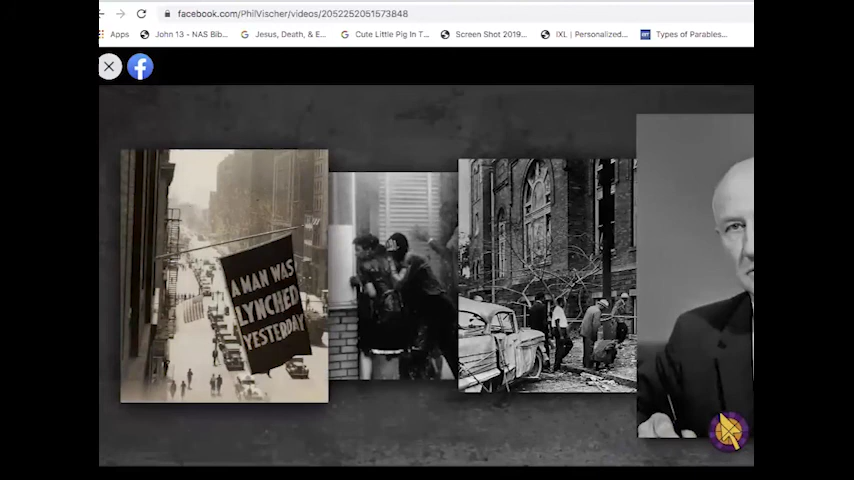 facebook.com/PhilVischer/videos/2052252051573848
Apps John 13 - NAS Bib... Jesus, Death, & E... Cute Little Pig In T... Screen Shot 2019... IXL | Personalized... Types of Parables...
A MAN WAS
LYNCHED
YESTERDAY